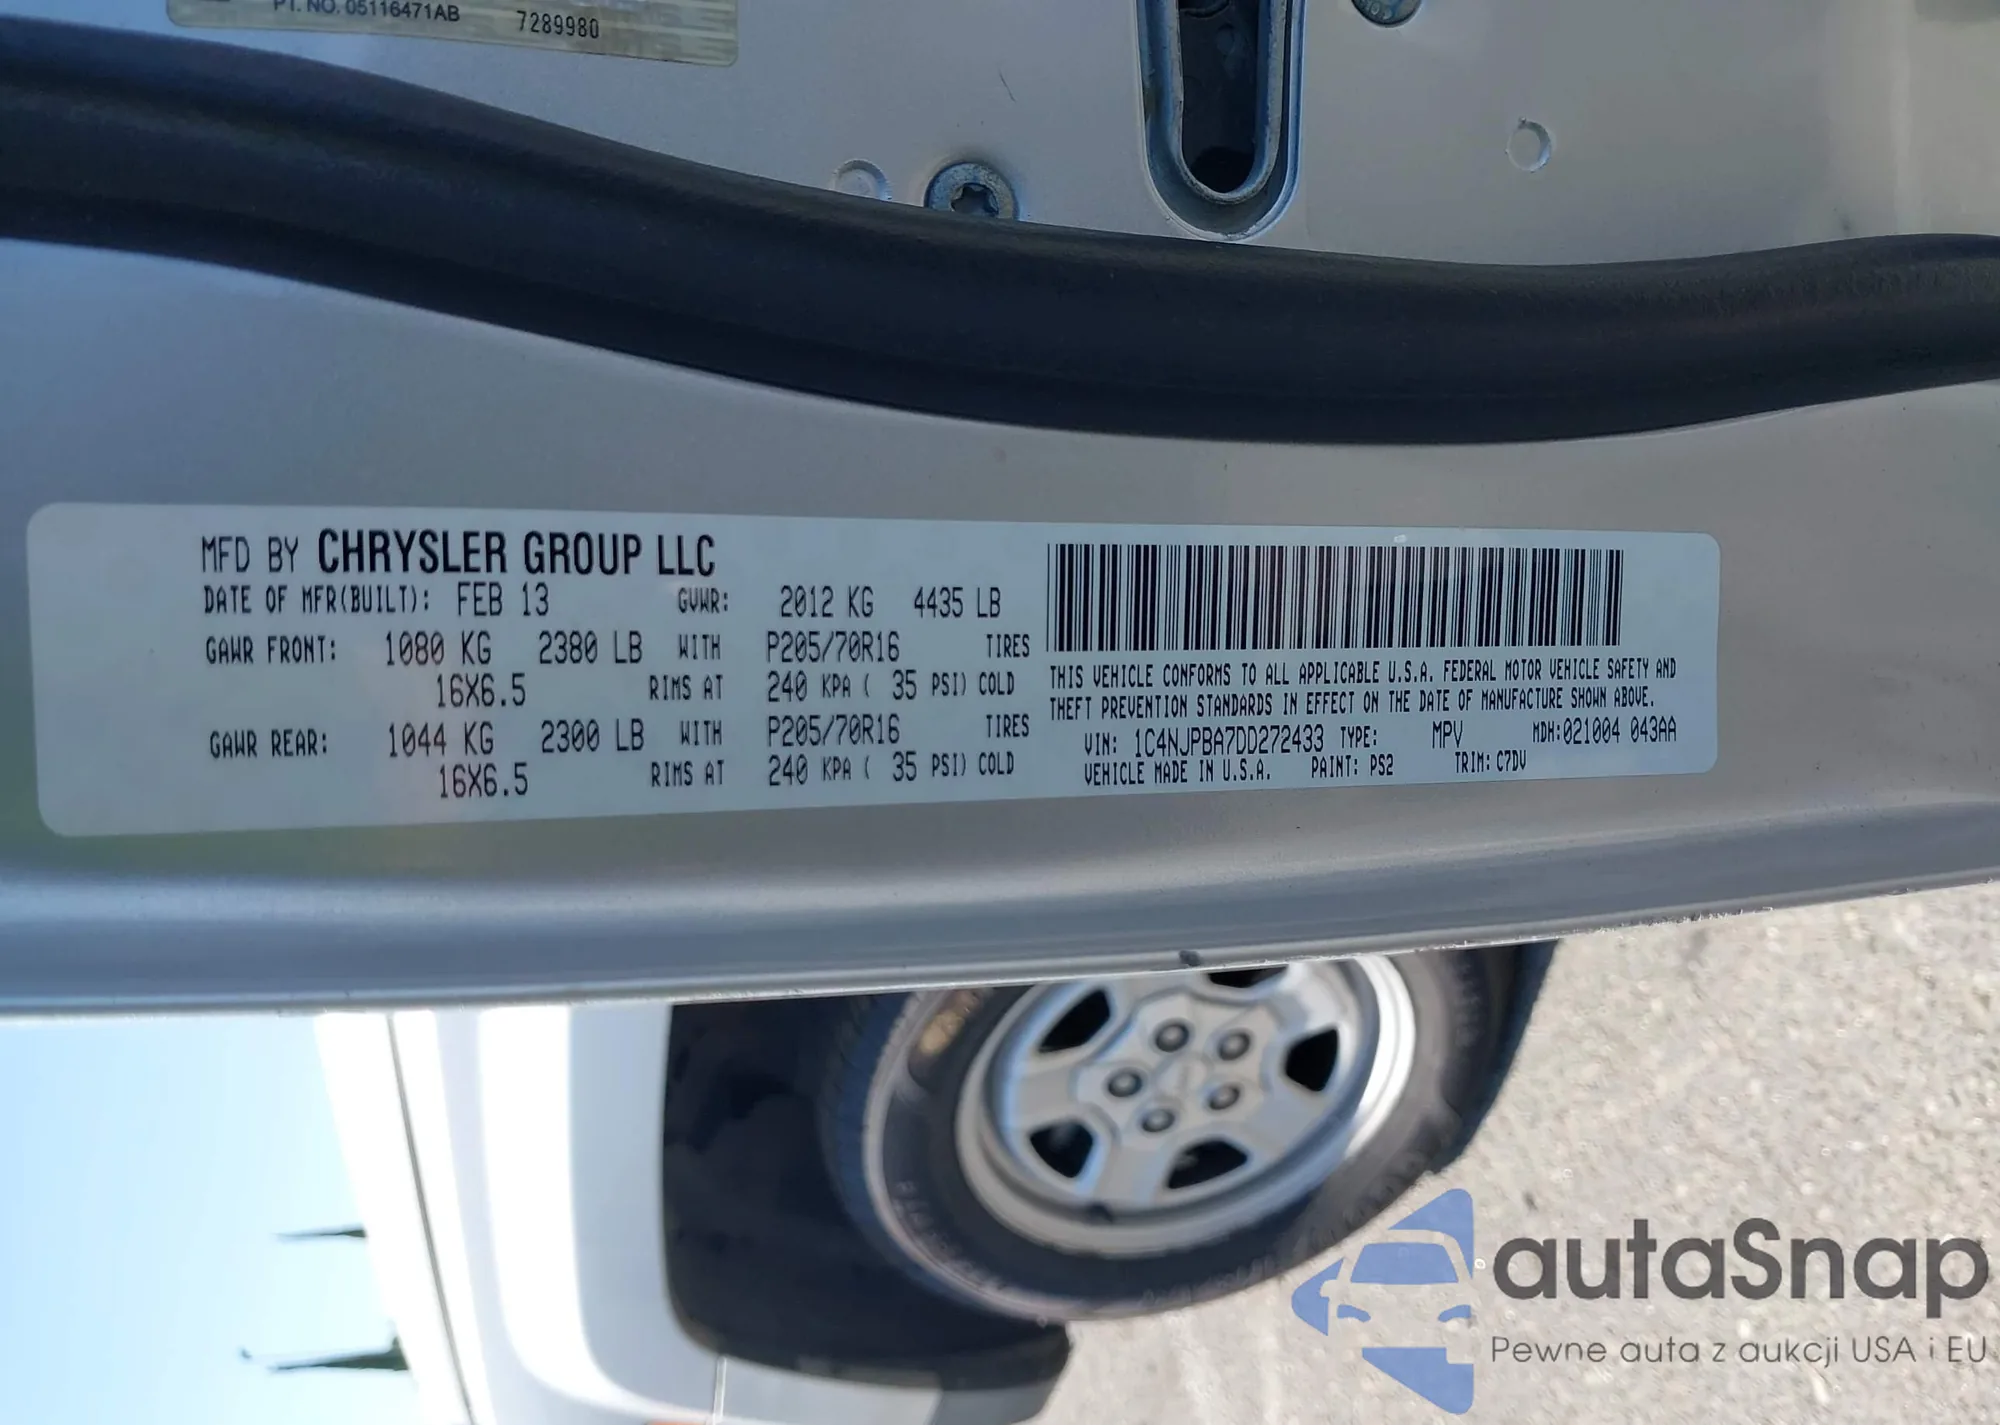 PT. NO. 05116471AB
7289980
MFD BY CHRYSLER GROUP LLC
DATE OF MFR(BUILT): FEB 13 GVWR: 2012 KG 4435 LB
GAWR FRONT: 1080 KG 2380 LB WITH P205/70R16 TIRES
16X6.5 RIMS AT 240 KPA ( 35 PSI) COLD
GAWR REAR: 1044 KG 2300 LB WITH P205/70R16 TIRES
16X6.5 RIMS AT 240 KPA ( 35 PSI) COLD
THIS VEHICLE CONFORMS TO ALL APPLICABLE U.S.A. FEDERAL MOTOR VEHICLE SAFETY AND
THEFT PREVENTION STANDARDS IN EFFECT ON THE DATE OF MANUFACTURE SHOWN ABOVE.
VIN: 1C4NJPBA7DD272433 TYPE: MPV MDH:021004 043AA
VEHICLE MADE IN U.S.A. PAINT: PS2 TRIM: C7DV
autaSnap
Pewne auta z aukcji USA i EU